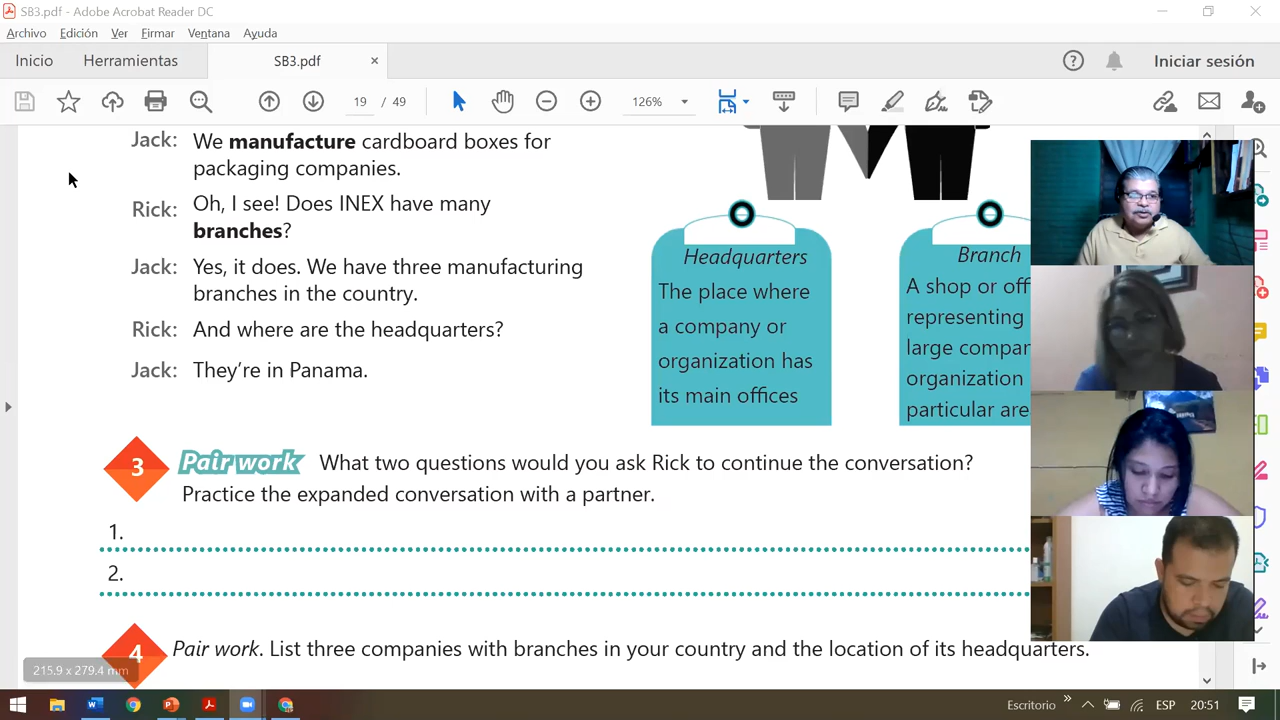 SB3.pdf - Adobe Acrobat Reader DC
Archivo Edición Ver Firmar Ventana Ayuda
Inicio Herramientas SB3.pdf × Iniciar sesión
19 / 49 126%
Jack: We manufacture cardboard boxes for
packaging companies.
Rick: Oh, I see! Does INEX have many
branches?
Jack: Yes, it does. We have three manufacturing
branches in the country.
Rick: And where are the headquarters?
Jack: They're in Panama.
Headquarters
The place where
a company or
organization has
its main offices
Branch
A shop or off
representing
large compar
organization
particular are
3 Pair work What two questions would you ask Rick to continue the conversation?
Practice the expanded conversation with a partner.
1.
2.
4 Pair work. List three companies with branches in your country and the location of its headquarters.
215.9 x 279.4 mm
Escritorio » ESP 20:51